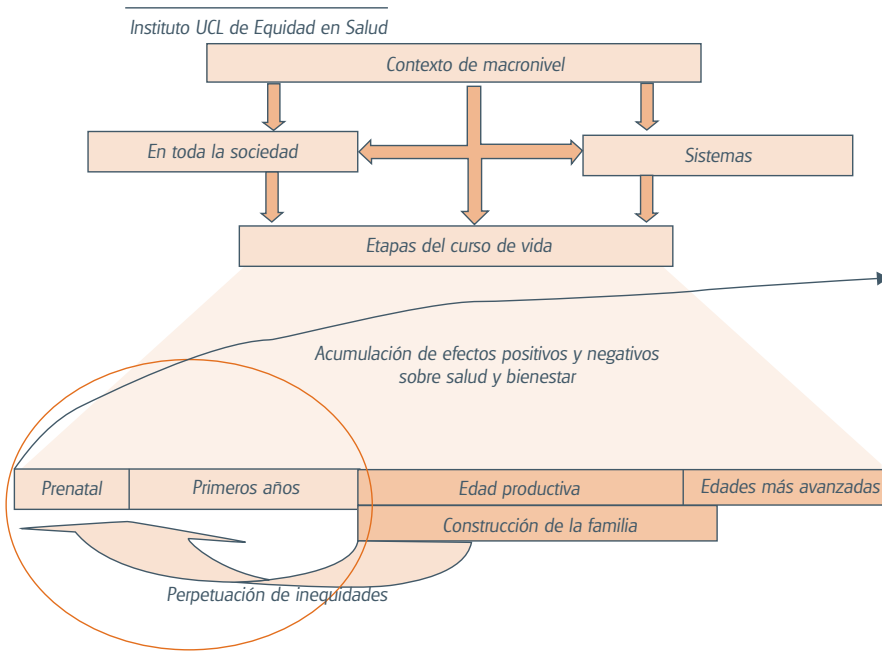 Instituto UCL de Equidad en Salud
Contexto de macronivel
En toda la sociedad
Sistemas
Etapas del curso de vida
Acumulación de efectos positivos y negativos
sobre salud y bienestar
Prenatal
Primeros años
Edad productiva
Edades más avanzadas
Construcción de la familia
Perpetuación de inequidades